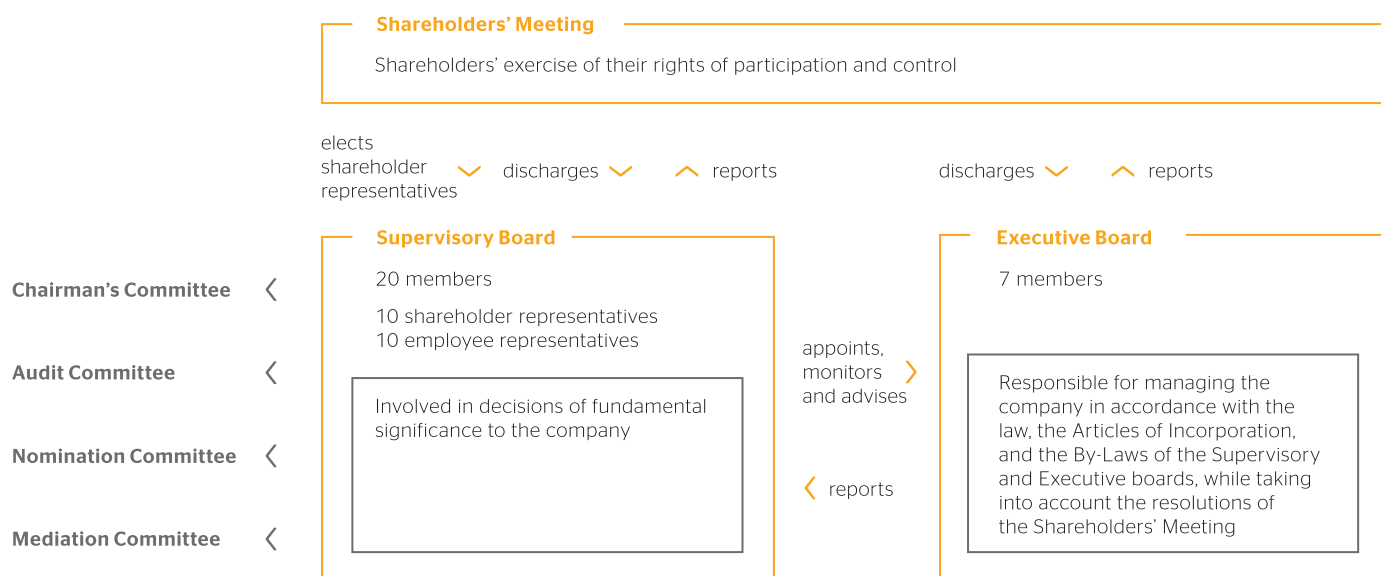 Shareholders’ Meeting
Shareholders’ exercise of their rights of participation and control
elects
shareholder
representatives
discharges
reports
discharges
reports
Chairman’s Committee
Audit Committee
Nomination Committee
Mediation Committee
Supervisory Board
20 members
10 shareholder representatives
10 employee representatives
Involved in decisions of fundamental
significance to the company
appoints,
monitors
and advises
reports
Executive Board
7 members
Responsible for managing the
company in accordance with the
law, the Articles of Incorporation,
and the By-Laws of the Supervisory
and Executive boards, while taking
into account the resolutions of
the Shareholders’ Meeting